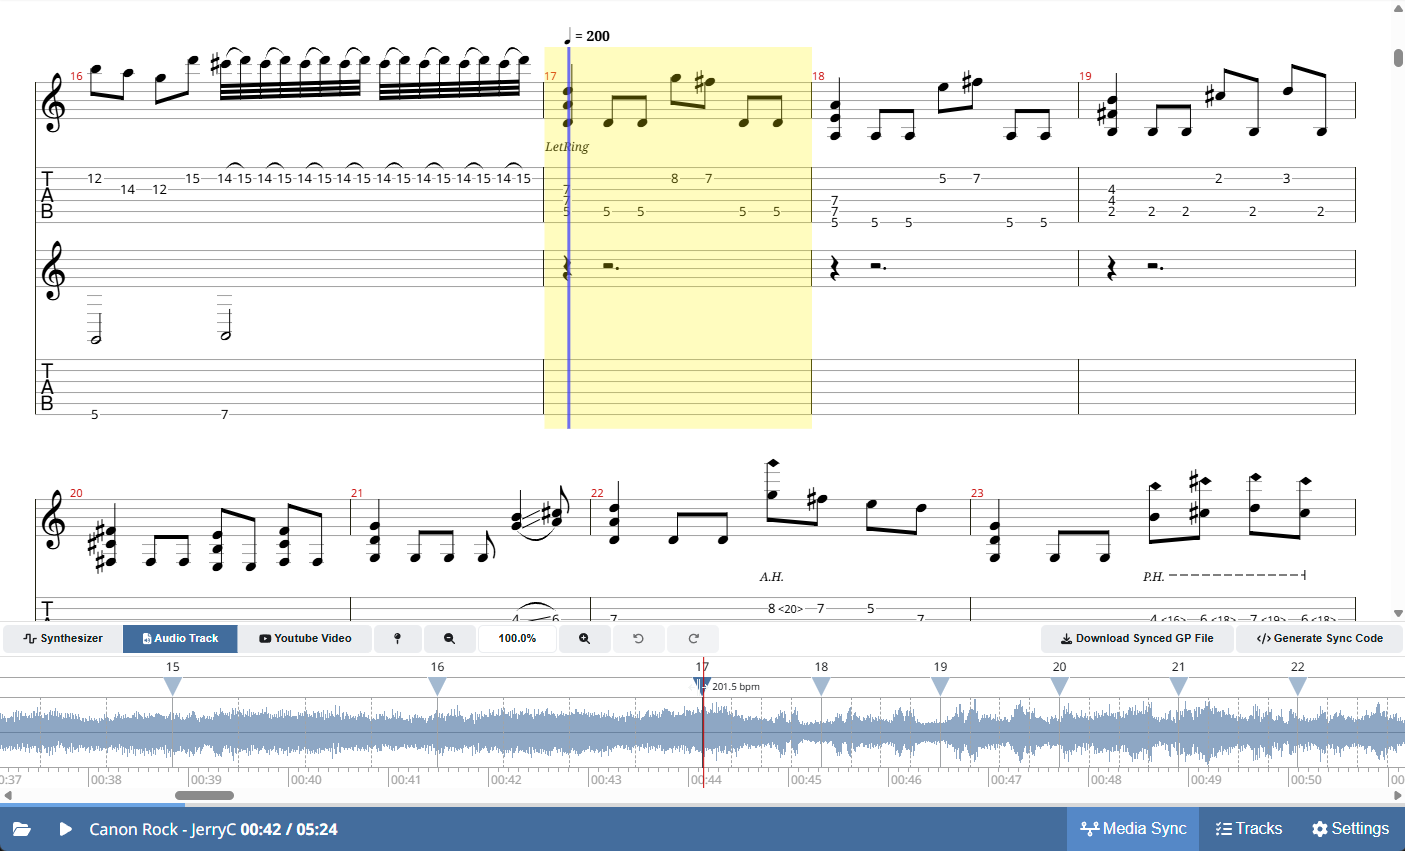 = 200
16 17 18 19
LetRing
T 12 14 12 15 14 15 14 15 14 15 14 15 14 15 14 15 14 15 14 15 8 7 5 7 2 3
A 7 7 7 4 4
B 5 5 5 5 5 7 5 5 5 5 5 2 2 2 2 2
T
A
B
5 7
20 21 22 23
A.H. P.H.
T 8 <20> 7 5
7 7
4 6 4 <16> 6 <18> 7 <19> 6 <18>
Synthesizer Audio Track Youtube Video 100.0% Download Synced GP File </> Generate Sync Code
15 16 17 18 19 20 21 22
201.5 bpm
0:37 00:38 00:39 00:40 00:41 00:42 00:43 00:44 00:45 00:46 00:47 00:48 00:49 00:50 00
Canon Rock - JerryC 00:42 / 05:24 Media Sync Tracks Settings